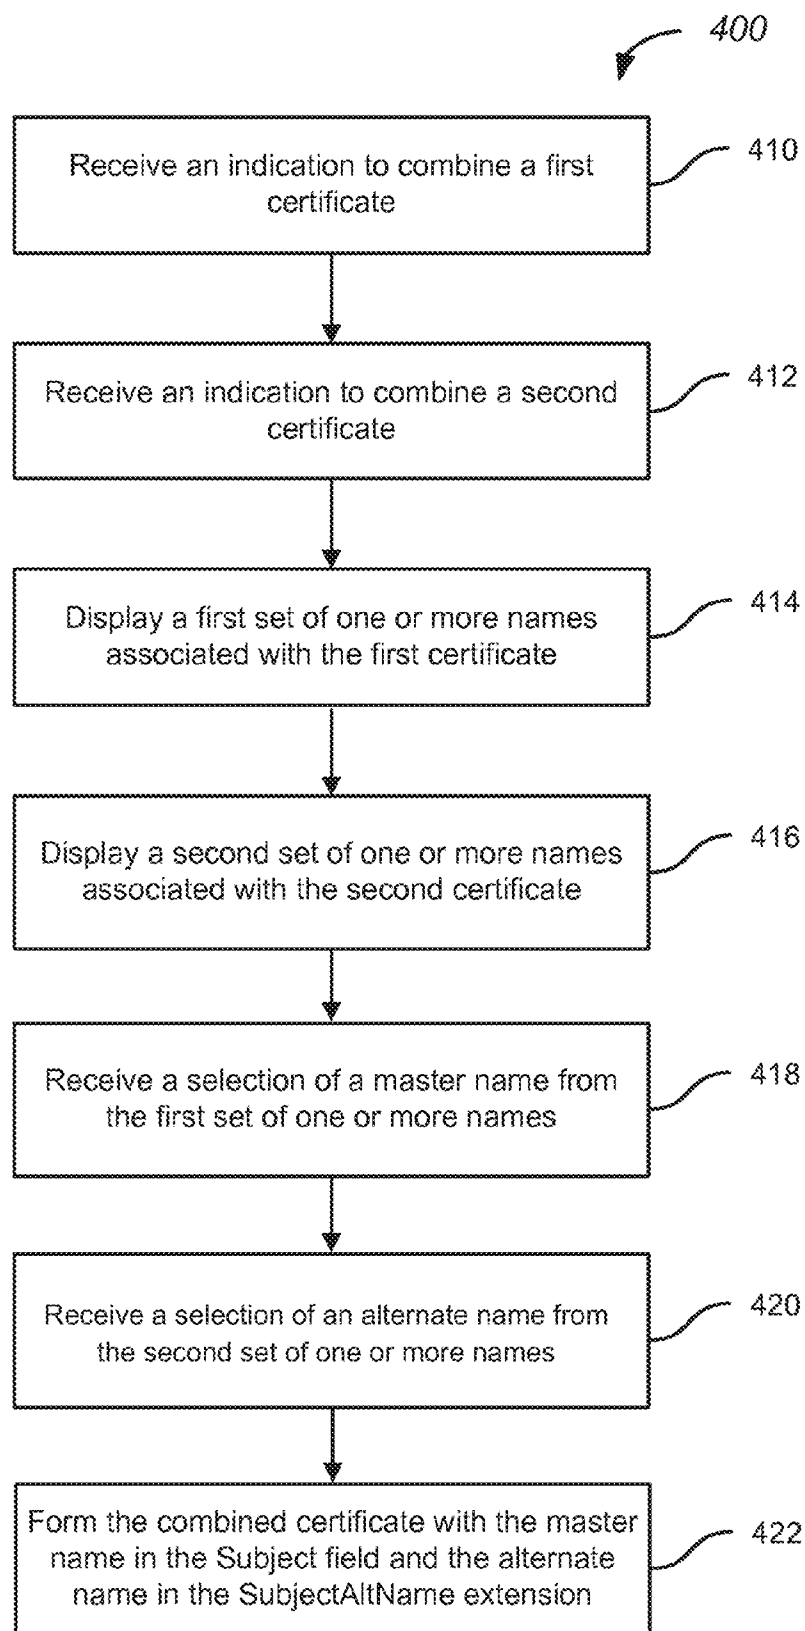 400
Receive an indication to combine a first
certificate
410
Receive an indication to combine a second
certificate
412
Display a first set of one or more names
associated with the first certificate
414
Display a second set of one or more names
associated with the second certificate
416
Receive a selection of a master name from
the first set of one or more names
418
Receive a selection of an alternate name from
the second set of one or more names
420
Form the combined certificate with the master
name in the Subject field and the alternate
name in the SubjectAltName extension
422